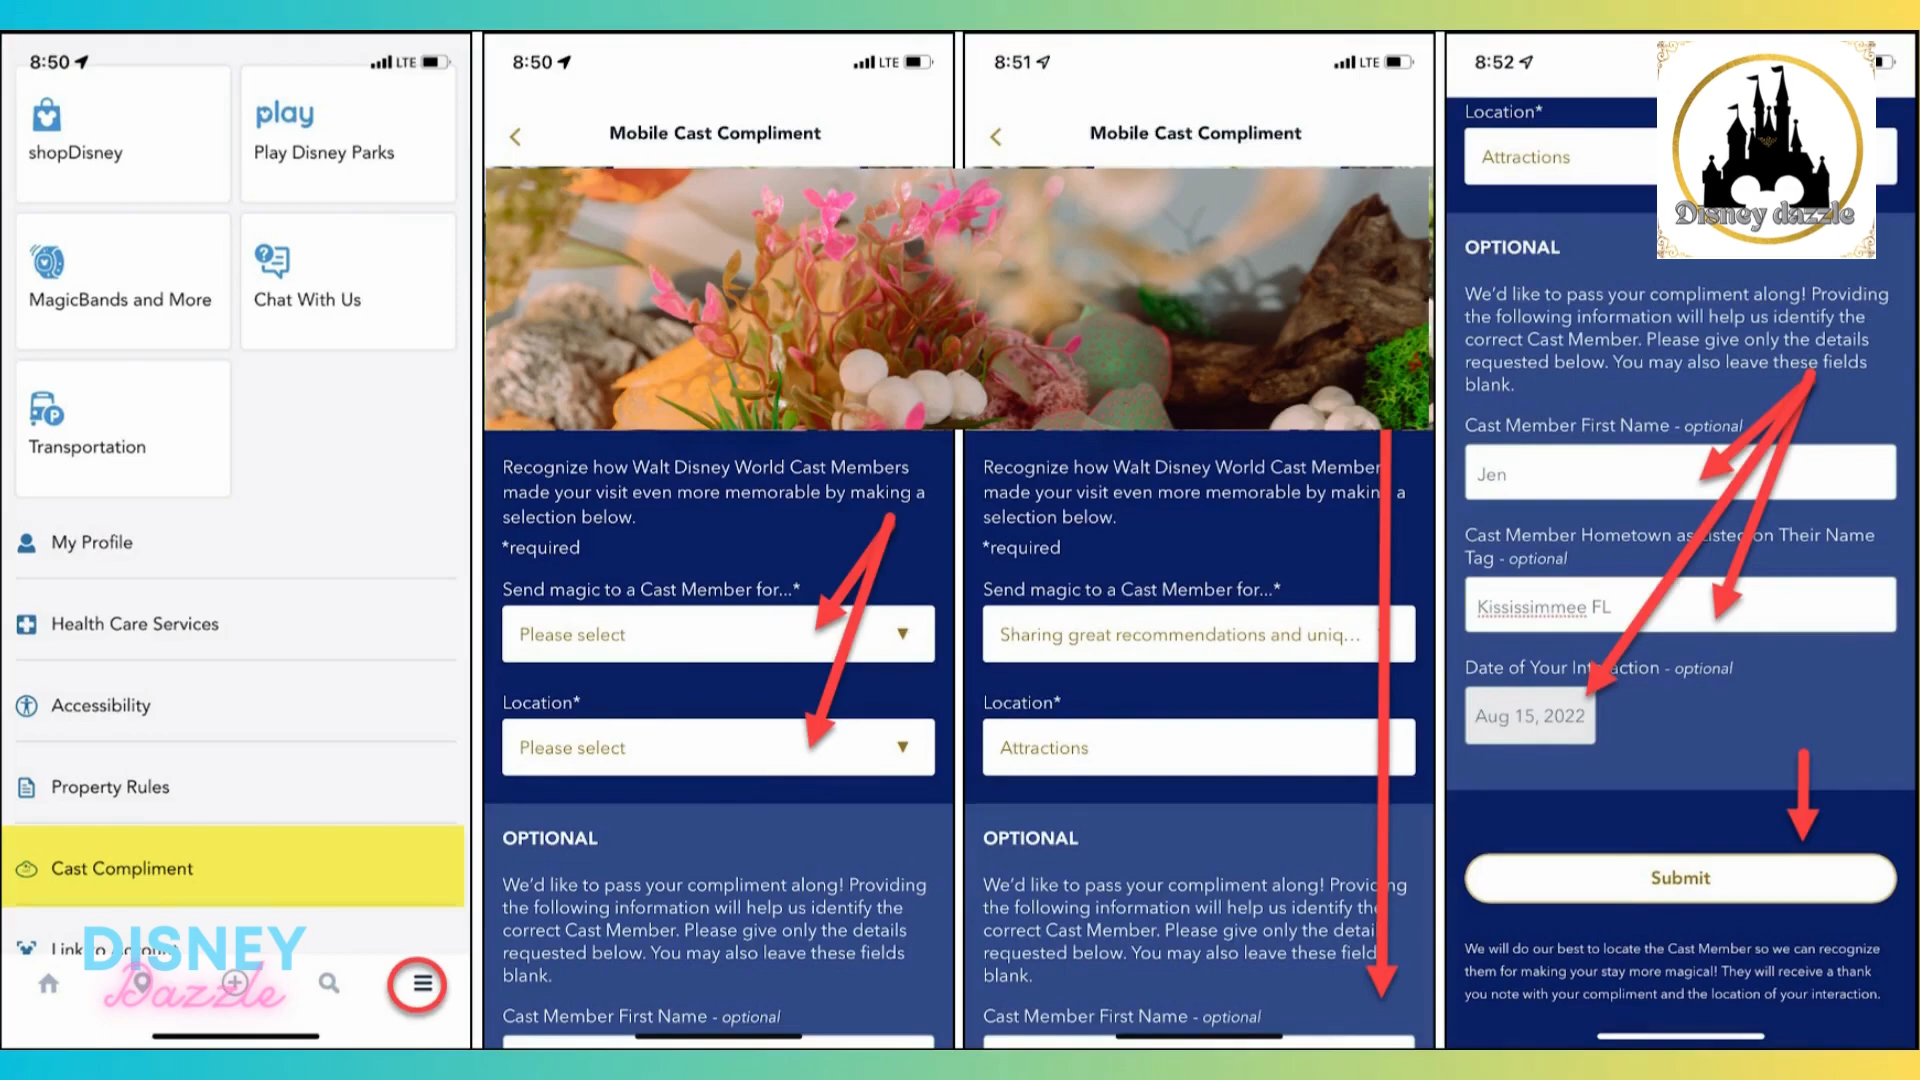 8:50
LTE
shopDisney
play
Play Disney Parks
MagicBands and More
Chat With Us
Transportation
My Profile
Health Care Services
Accessibility
Property Rules
Cast Compliment
Link to Account
DISNEY
Dazzle
8:50
LTE
Mobile Cast Compliment
Recognize how Walt Disney World Cast Members
made your visit even more memorable by making a
selection below.
*required
Send magic to a Cast Member for...*
Please select
Location*
Please select
OPTIONAL
We'd like to pass your compliment along! Providing
the following information will help us identify the
correct Cast Member. Please give only the details
requested below. You may also leave these fields
blank.
Cast Member First Name - optional
8:51
LTE
Mobile Cast Compliment
Recognize how Walt Disney World Cast Member
made your visit even more memorable by makin a
selection below.
*required
Send magic to a Cast Member for...*
Sharing great recommendations and uniq...
Location*
Attractions
OPTIONAL
We'd like to pass your compliment along! Providing
the following information will help us identify the
correct Cast Member. Please give only the detai
requested below. You may also leave these field
blank.
Cast Member First Name - optional
8:52
Location*
Attractions
Disney dazzle
OPTIONAL
We'd like to pass your compliment along! Providing
the following information will help us identify the
correct Cast Member. Please give only the details
requested below. You may also leave these fields
blank.
Cast Member First Name - optional
Jen
Cast Member Hometown as Listed on Their Name
Tag - optional
Kississimmee FL
Date of Your Interaction - optional
Aug 15, 2022
Submit
We will do our best to locate the Cast Member so we can recognize
them for making your stay more magical! They will receive a thank
you note with your compliment and the location of your interaction.